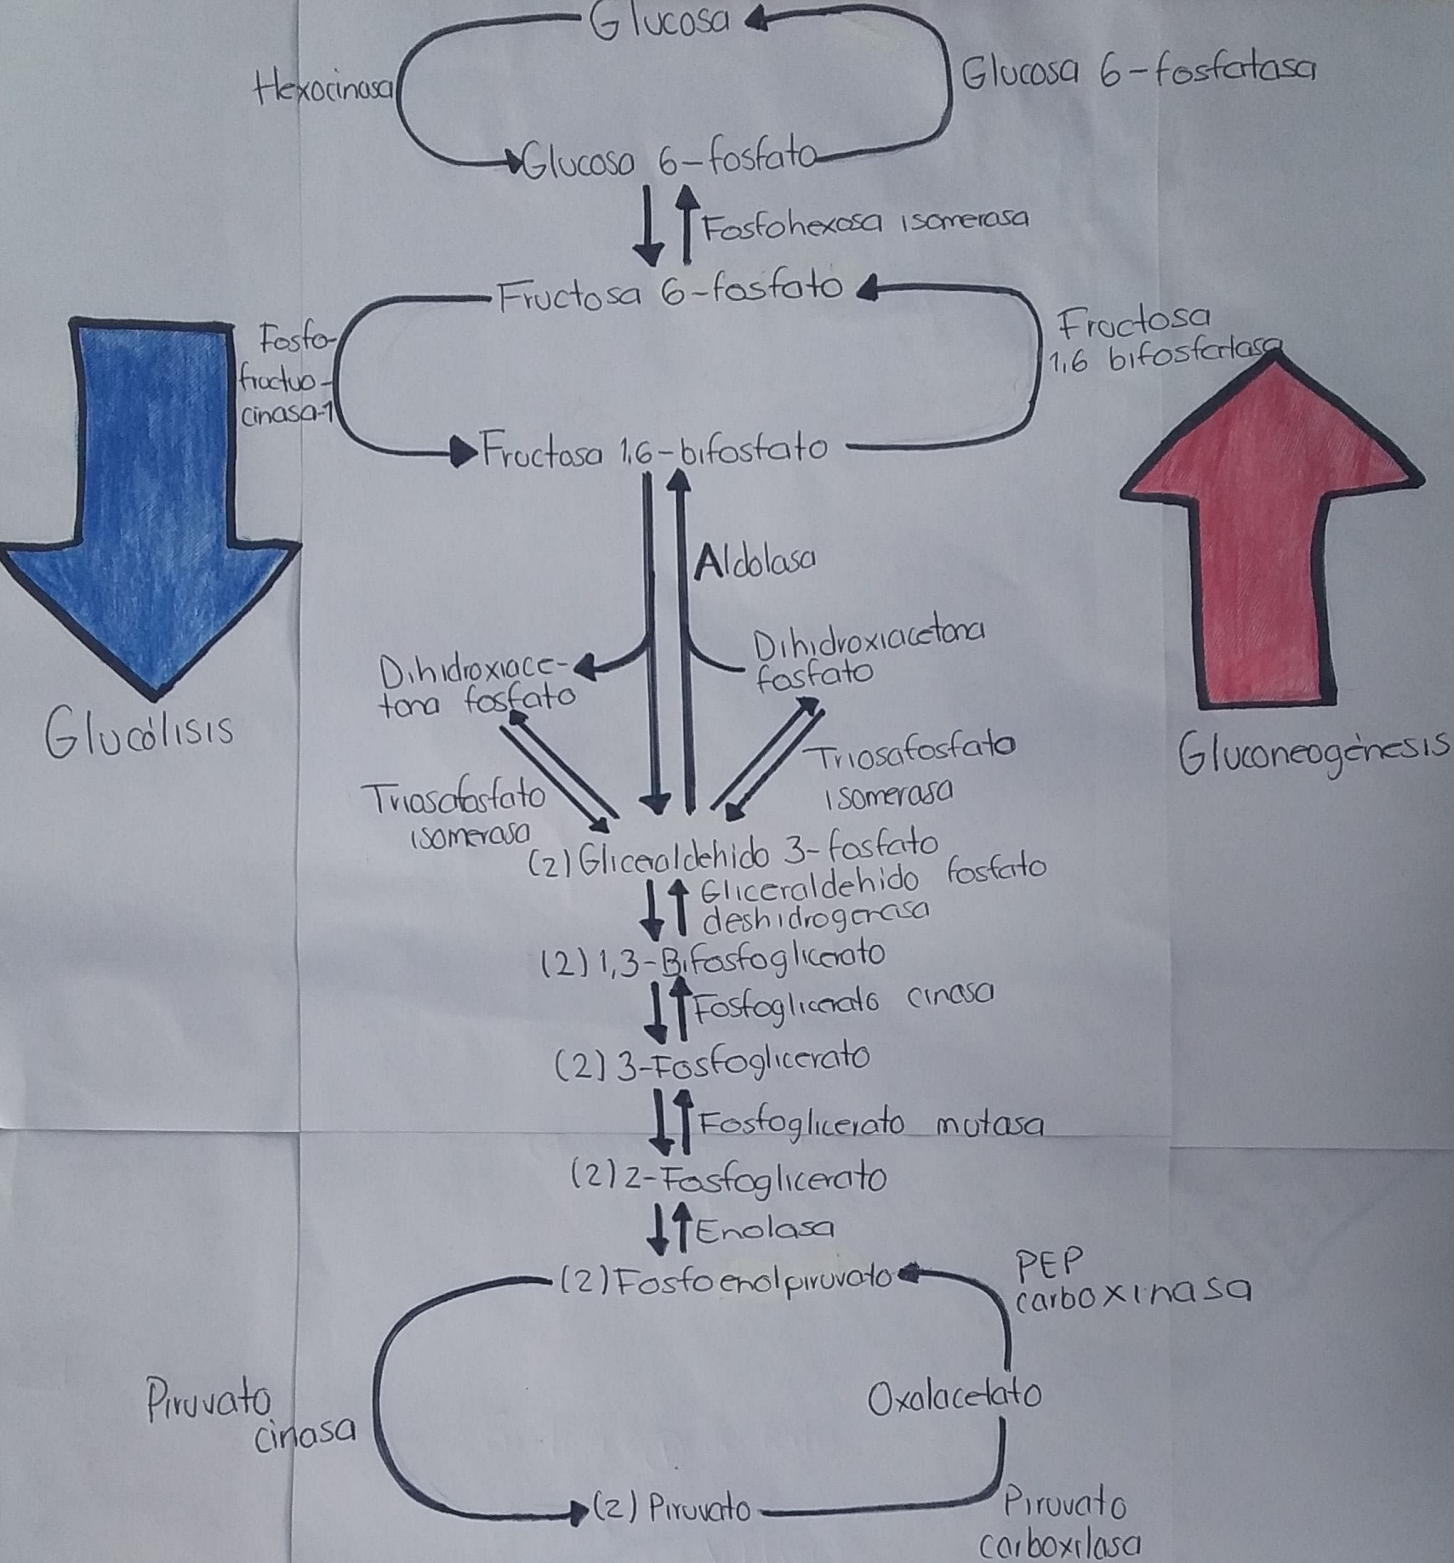 Glucosa
Hexocinasa
Glucosa 6-fosfatasa
Glucosa 6-fosfato
Fosfohexosa isomerasa
Fructosa 6-fosfato
Fosfo-
fructuo-
cinasa-1
Fructosa
1,6 bifosfatasa
Fructosa 1,6-bifosfato
Aldolasa
Dihidroxiace-
tona fosfato
Dihidroxiacetona
fosfato
Glucólisis
Gluconeogénesis
Triosafosfato
isomerasa
Triosafosfato
isomerasa
(2) Gliceraldehido 3-fosfato
Gliceraldehido fosfato
deshidrogenasa
(2) 1,3-Bifosfoglicerato
Fosfoglicerato cinasa
(2) 3-Fosfoglicerato
Fosfoglicerato mutasa
(2) 2-Fosfoglicerato
Enolasa
(2) Fosfoenolpiruvato
PEP
carboxinasa
Piruvato
cinasa
Oxalacetato
(2) Piruvato
Piruvato
carboxilasa